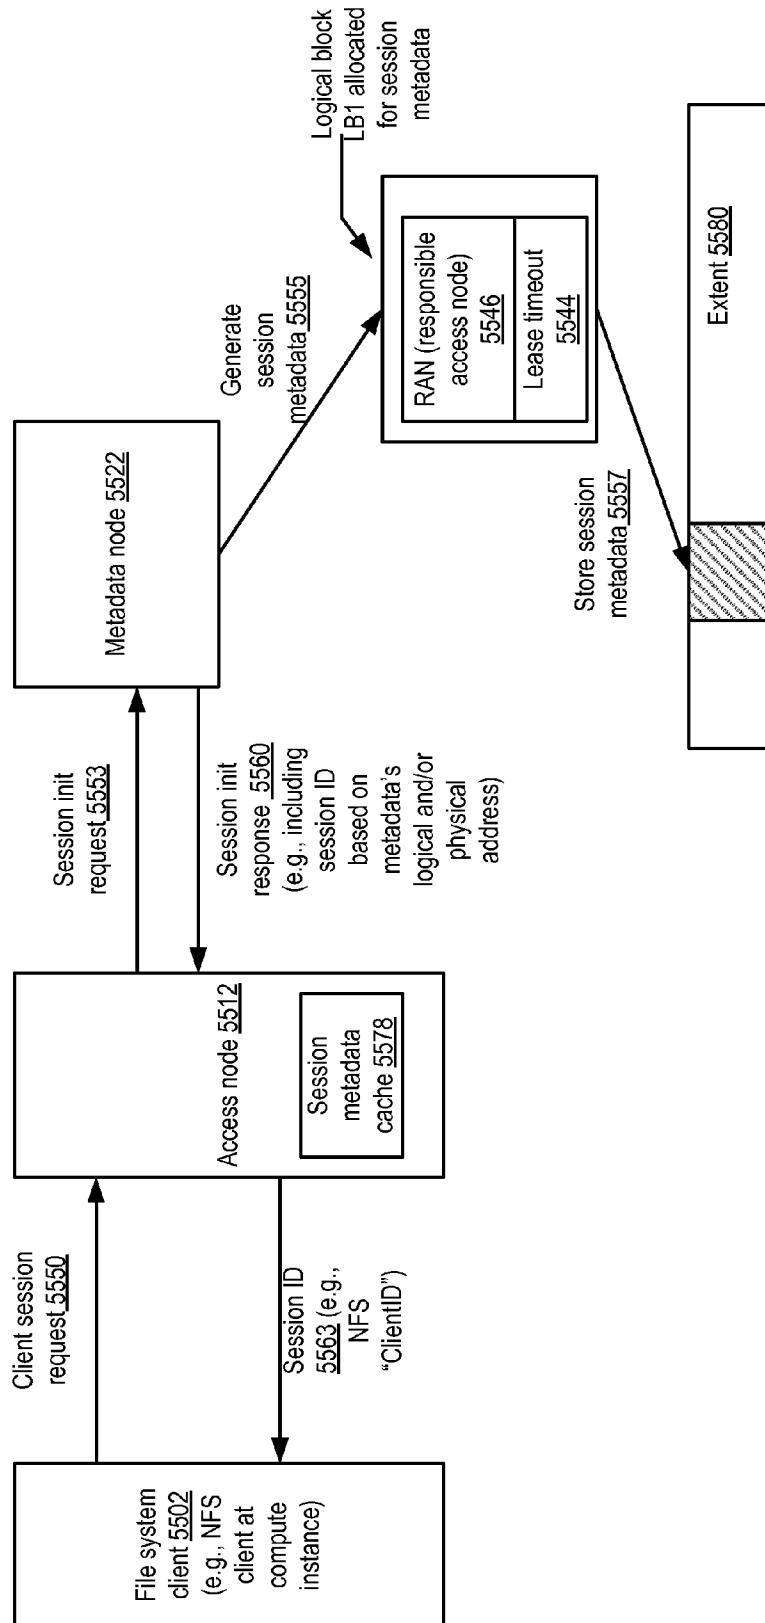 File system
client 5502
(e.g., NFS
client at
compute
instance)
Client session
request 5550
Session ID
5563 (e.g.,
NFS
“ClientID”)
Access node 5512
Session
metadata
cache 5578
Session init
request 5553
Session init
response 5560
(e.g., including
session ID
based on
metadata’s
logical and/or
physical
address)
Metadata node 5522
Generate
session
metadata 5555
Logical block
LB1 allocated
for session
metadata
RAN (responsible
access node)
5546
Lease timeout
5544
Store session
metadata 5557
Extent 5580